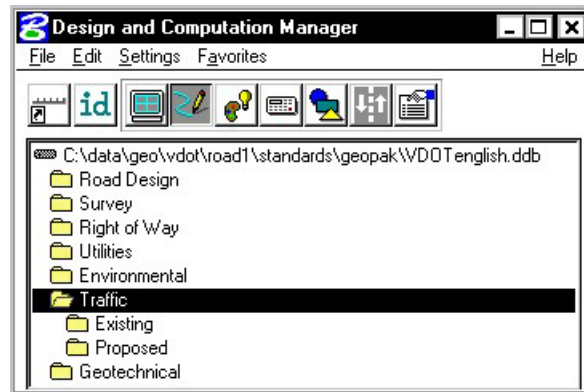 Design and Computation Manager
File Edit Settings Favorites Help
id
C:\data\geo\vdot\road1\standards\geopak\VDOTenglish.ddb
Road Design
Survey
Right of Way
Utilities
Environmental
Traffic
Existing
Proposed
Geotechnical